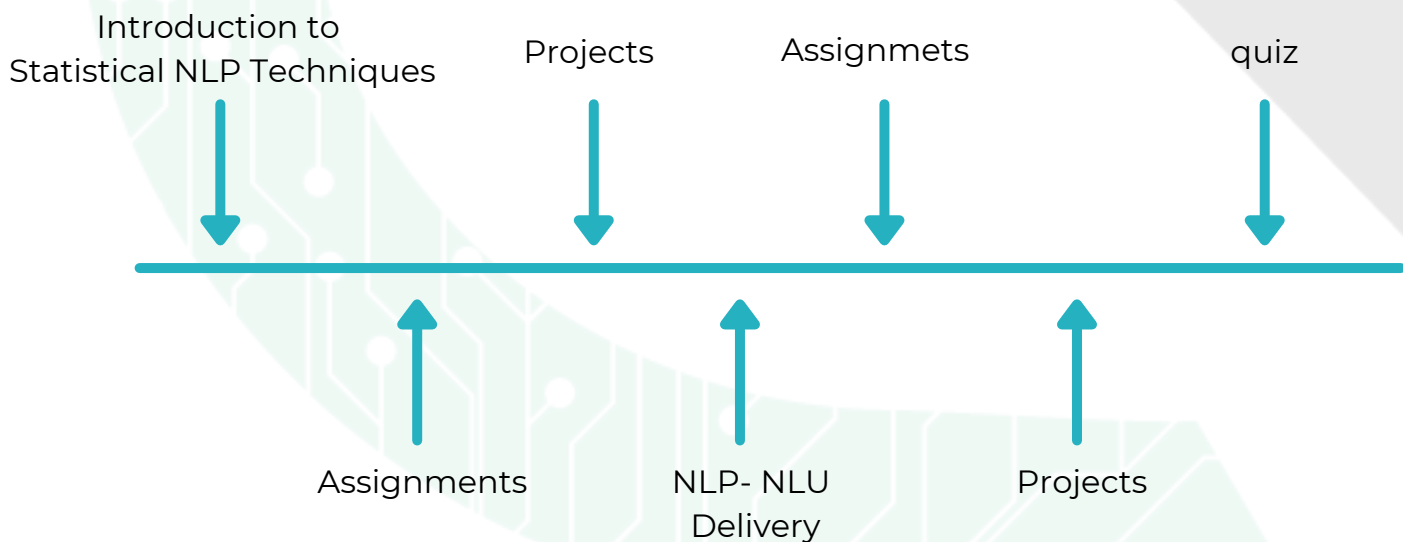 Introduction to
Statistical NLP Techniques
Projects
Assignmets
quiz
Assignments
NLP- NLU
Delivery
Projects